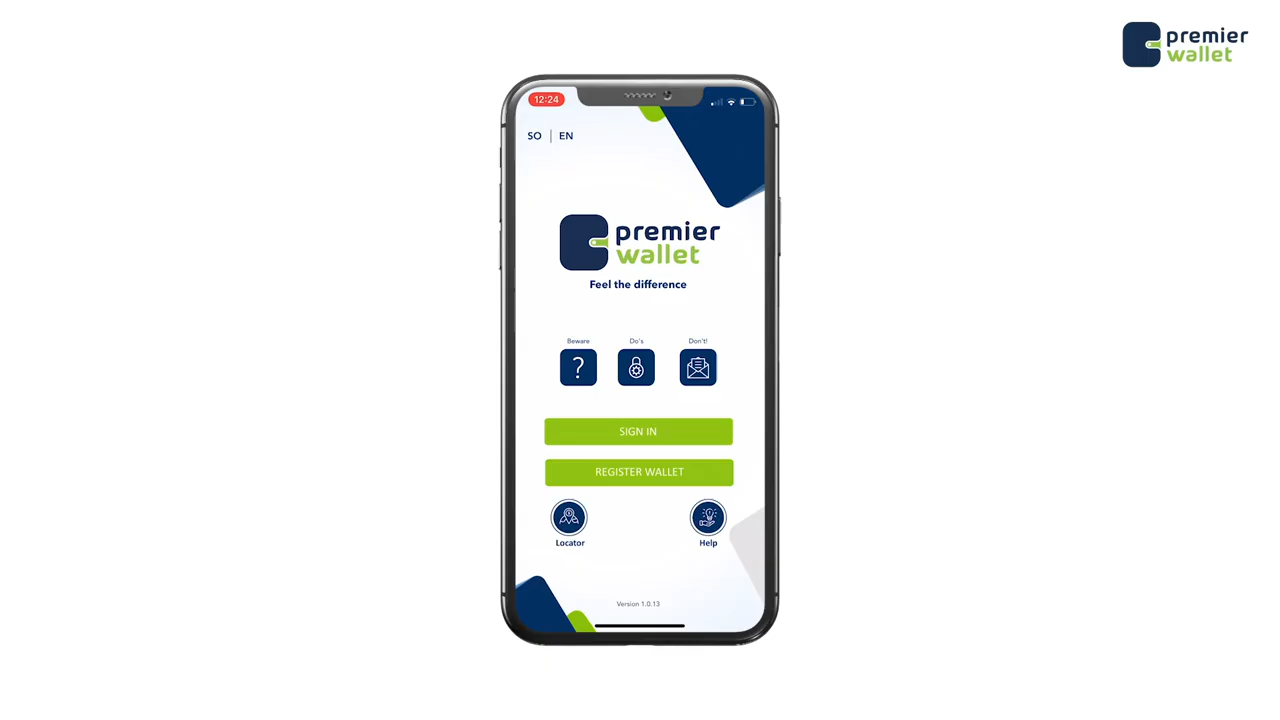 premier
wallet
12:24
SO | EN
premier
wallet
Feel the difference
Beware
Do's
Don't!
SIGN IN
REGISTER WALLET
Locator
Help
Version 1.0.13